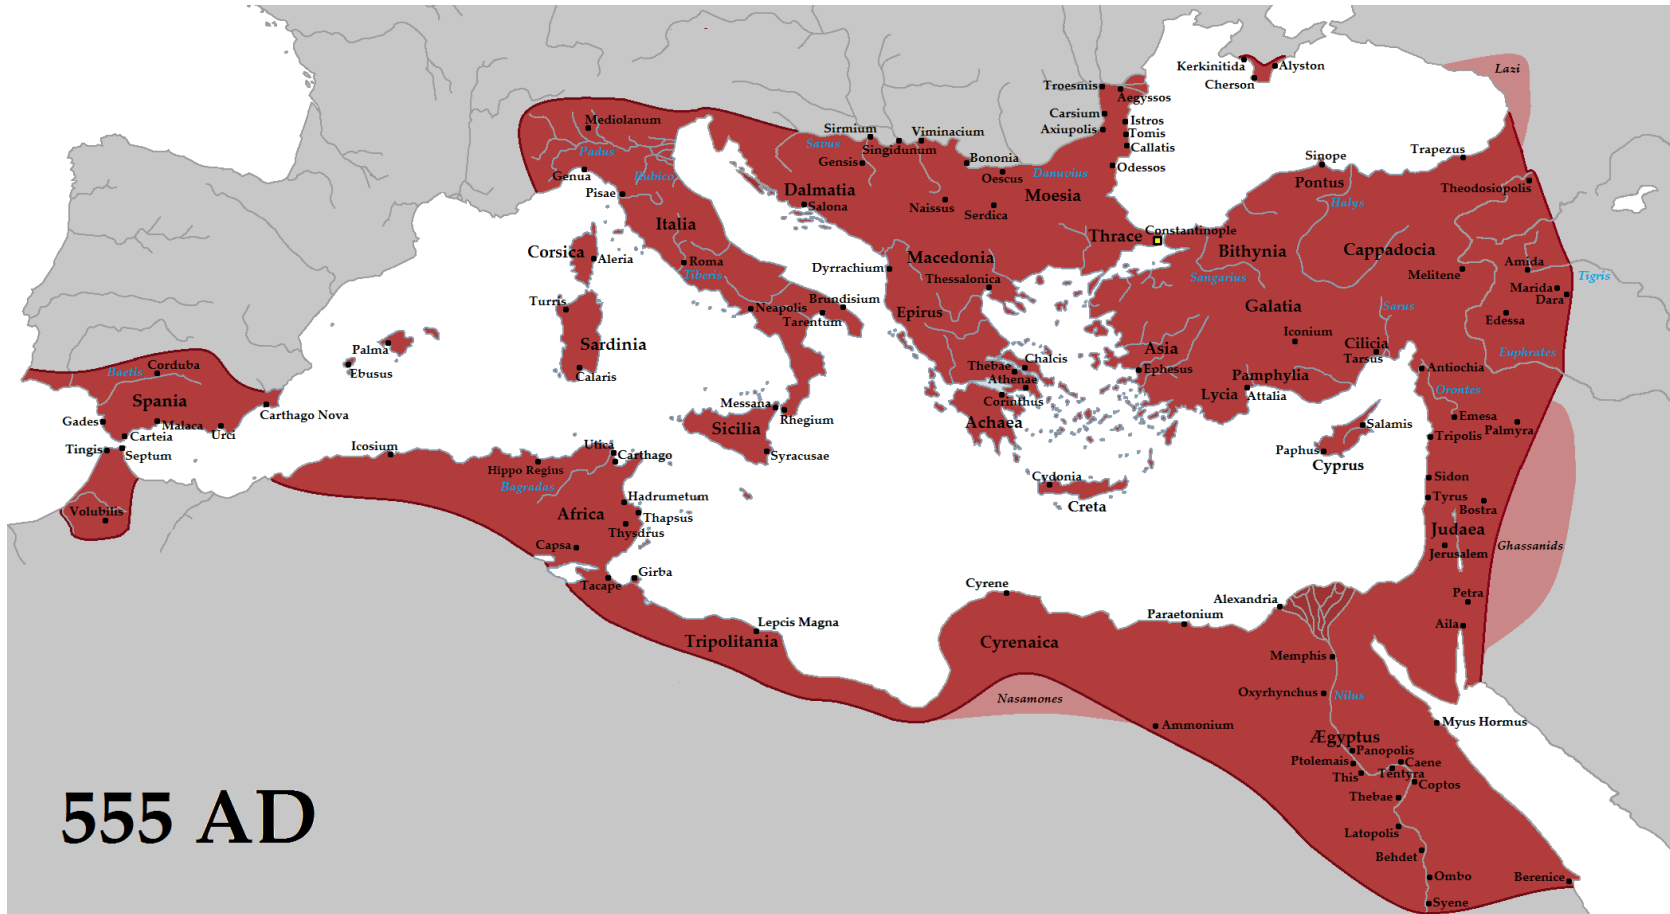 Lazi
Kerkinitida
Alyston
Cherson
Troesmis
Aegyssos
Carsium
Istros
Axiupolis
Tomis
Callatis
Odessos
Mediolanum
Padus
Genua
Rubico
Pisae
Sirmium
Viminacium
Savus
Singidunum
Gensis
Bononia
Oescus
Danuvius
Dalmatia
Salona
Naissus
Serdica
Moesia
Sinope
Trapezus
Pontus
Theodosiopolis
Halys
Italia
Corsica
Aleria
Roma
Tiberis
Thrace
Constantinople
Bithynia
Cappadocia
Macedonia
Dyrrachium
Thessalonica
Sangarius
Melitene
Amida
Tigris
Marida
Dara
Turris
Neapolis
Brundisium
Tarentum
Epirus
Galatia
Sarus
Edessa
Palma
Ebusus
Sardinia
Calaris
Iconium
Cilicia
Tarsus
Asia
Ephesus
Euphrates
Thebae
Chalcis
Athenae
Corinthus
Achaea
Pamphylia
Lycia
Attalia
Antiochia
Orontes
Baetis
Corduba
Spania
Carthago Nova
Gades
Malaca
Urci
Carteia
Tingis
Septum
Messana
Rhegium
Sicilia
Syracusae
Emesa
Palmyra
Tripolis
Salamis
Paphus
Cyprus
Icosium
Utica
Carthago
Hippo Regius
Bagradas
Cydonia
Creta
Sidon
Tyrus
Bostra
Volubilis
Africa
Hadrumetum
Thapsus
Thysdrus
Capsa
Judaea
Jerusalem
Ghassanids
Tacape
Girba
Cyrene
Alexandria
Paraetonium
Petra
Aila
Lepcis Magna
Tripolitania
Cyrenaica
Memphis
Oxyrhynchus
Nilus
Nasamones
Ammonium
Myus Hormus
Ægyptus
Panopolis
Ptolemais
Caene
This
Tentyra
Coptos
Thebae
Latopolis
Behdet
Ombo
Berenice
Syene
555 AD